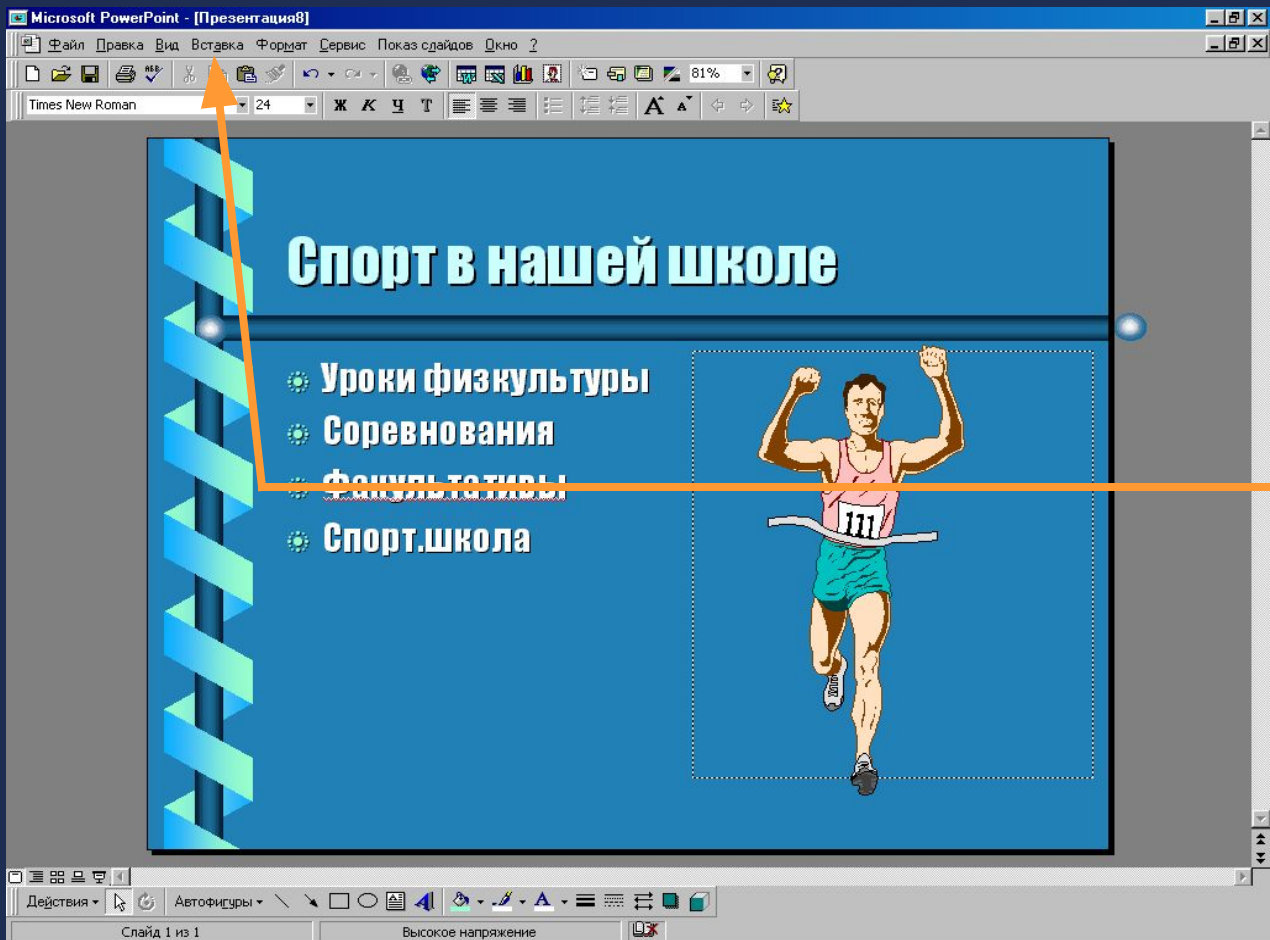 Microsoft PowerPoint - [Презентация8]
Файл Правка Вид Вставка Формат Сервис Показ слайдов Окно ?
81%
Times New Roman 24 Ж К Ч Т
Спорт в нашей школе
Уроки физкультуры
Соревнования
Факультативы
Спорт.школа
111
Действия Автофигуры
Слайд 1 из 1 Высокое напряжение